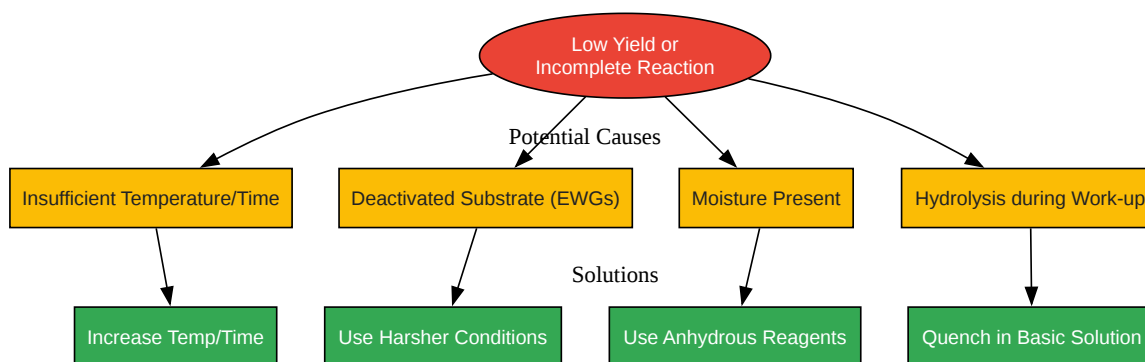 Low Yield or
Incomplete Reaction
Potential Causes
Insufficient Temperature/Time
Deactivated Substrate (EWGs)
Moisture Present
Hydrolysis during Work-up
Solutions
Increase Temp/Time
Use Harsher Conditions
Use Anhydrous Reagents
Quench in Basic Solution